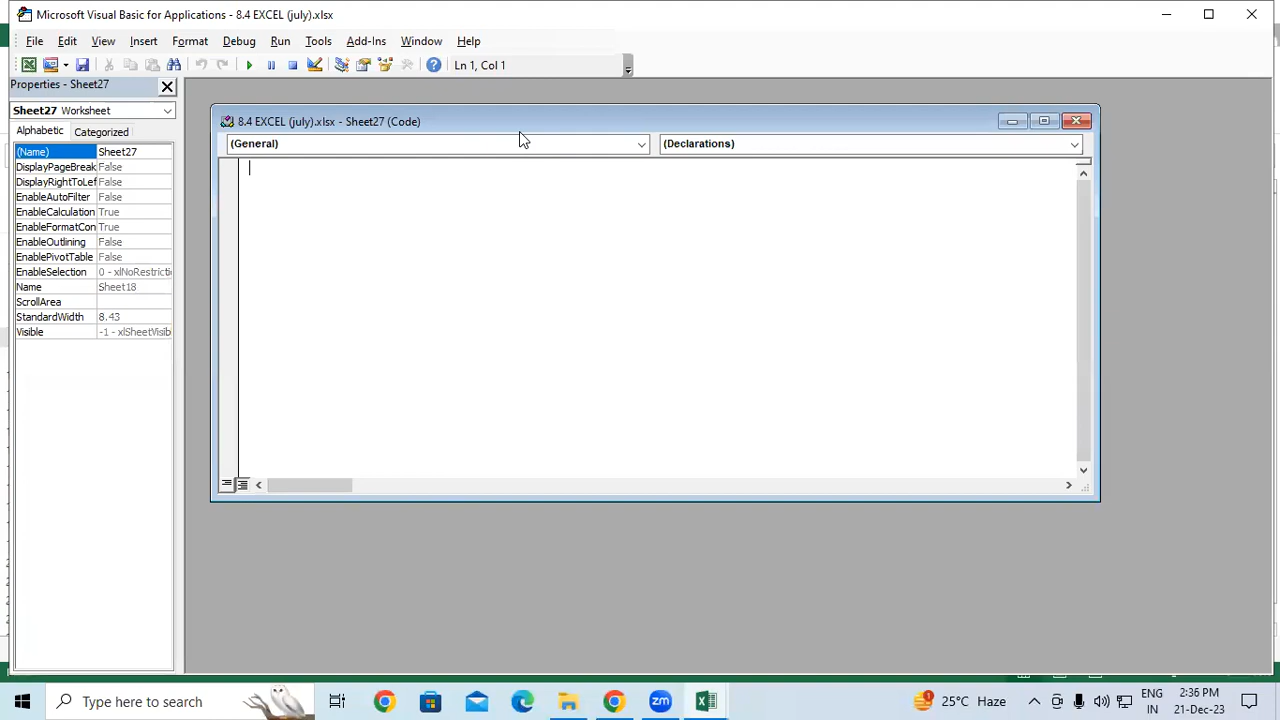 Microsoft Visual Basic for Applications - 8.4 EXCEL (july).xlsx
File Edit View Insert Format Debug Run Tools Add-Ins Window Help
Ln 1, Col 1
Properties - Sheet27
Sheet27 Worksheet
Alphabetic Categorized
(Name) Sheet27
DisplayPageBreak False
DisplayRightToLef False
EnableAutoFilter False
EnableCalculation True
EnableFormatCon True
EnableOutlining False
EnablePivotTable False
EnableSelection 0 - xlNoRestricti
Name Sheet18
ScrollArea
StandardWidth 8.43
Visible -1 - xlSheetVisib
8.4 EXCEL (july).xlsx - Sheet27 (Code)
(General) (Declarations)
Type here to search
zm
25°C Haze
ENG
IN
2:36 PM
21-Dec-23